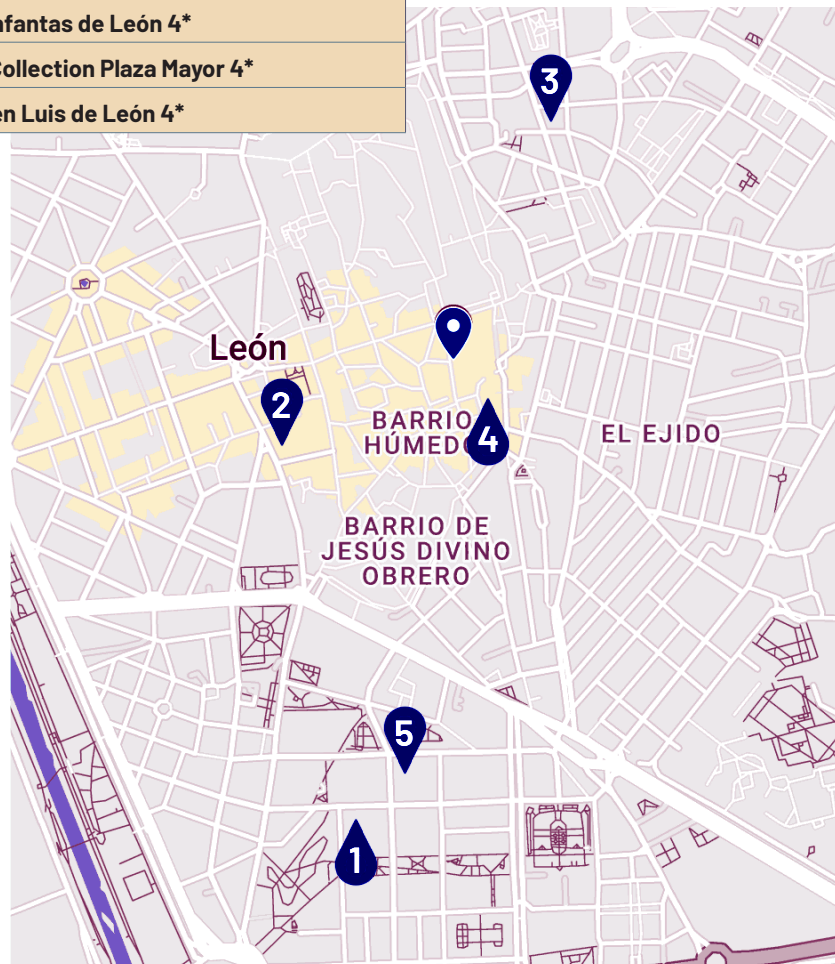 nfantas de León 4*
Collection Plaza Mayor 4*
en Luis de León 4*
3
León
2
BARRIO
HÚMEDO
4
EL EJIDO
BARRIO DE
JESÚS DIVINO
OBRERO
5
1